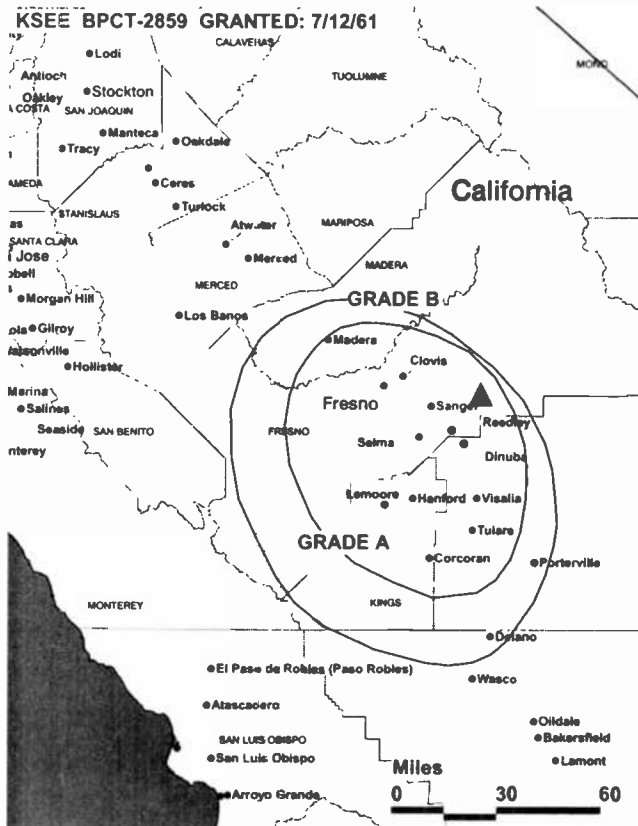 KSEE BPCT-2859 GRANTED: 7/12/61
CALAVERAS
Lodi
MONO
Antioch
TUOLUMNE
Stockton
Oakley
A COSTA
SAN JOAQUIN
Manteca
Oakdale
Tracy
AMEDA
Ceres
California
Turlock
STANISLAUS
Atwater
MARIPOSA
SANTA CLARA
Jose
Merced
MADERA
MERCED
Morgan Hill
GRADE B
Los Banos
Gilroy
Madera
Watsonville
Hollister
Clovis
Marina
Fresno
Sanger
Salines
Reedley
Seaside
SAN BENITO
FRESNO
Selma
nterey
Dinuba
Lemoore
Hanford
Visalia
GRADE A
Tulare
Corcoran
Porterville
MONTEREY
KINGS
Delano
El Paso de Robles (Paso Robles)
Wasco
Atascadero
Oildale
SAN LUIS OBISPO
Bakersfield
San Luis Obispo
Miles
Lamont
Arroyo Grande
0 30 60